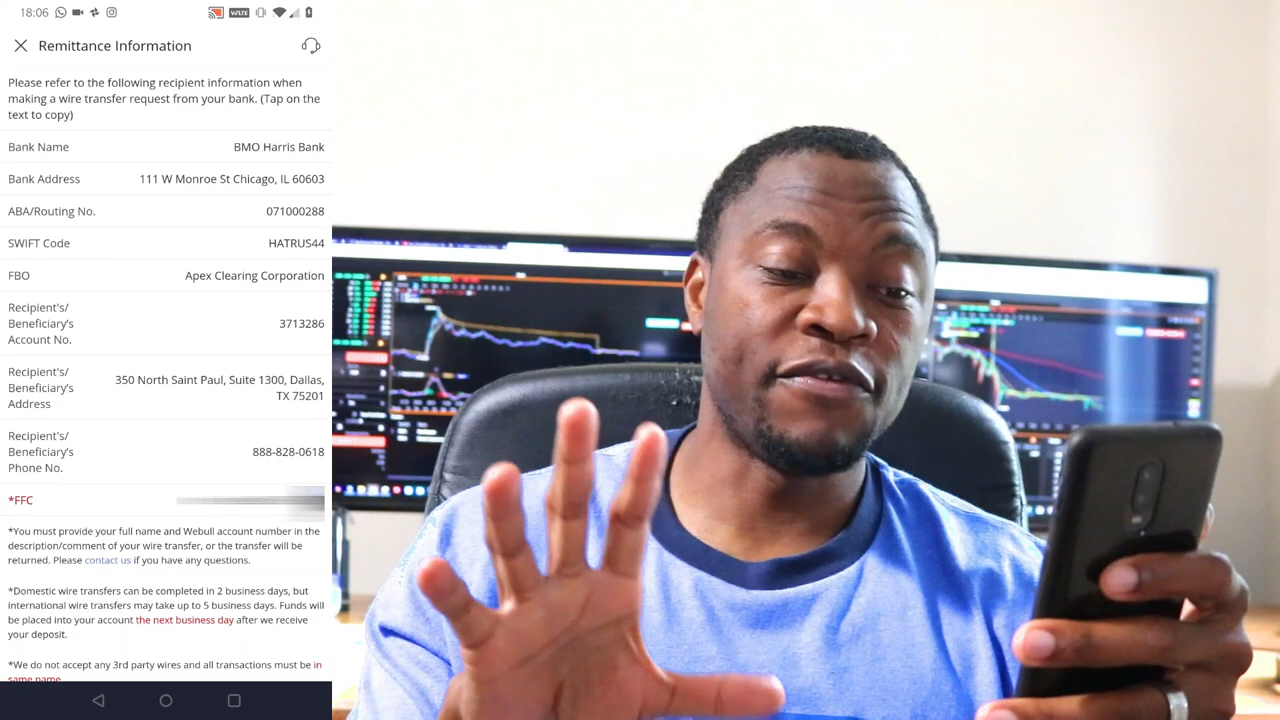 18:06
VoLTE
Remittance Information
Please refer to the following recipient information when
making a wire transfer request from your bank. (Tap on the
text to copy)
Bank Name BMO Harris Bank
Bank Address 111 W Monroe St Chicago, IL 60603
ABA/Routing No. 071000288
SWIFT Code HATRUS44
FBO Apex Clearing Corporation
Recipient's/
Beneficiary's 3713286
Account No.
Recipient's/
Beneficiary's 350 North Saint Paul, Suite 1300, Dallas,
Address TX 75201
Recipient's/
Beneficiary's 888-828-0618
Phone No.
*FFC
*You must provide your full name and Webull account number in the
description/comment of your wire transfer, or the transfer will be
returned. Please contact us if you have any questions.
*Domestic wire transfers can be completed in 2 business days, but
international wire transfers may take up to 5 business days. Funds will
be placed into your account the next business day after we receive
your deposit.
*We do not accept any 3rd party wires and all transactions must be in
same name